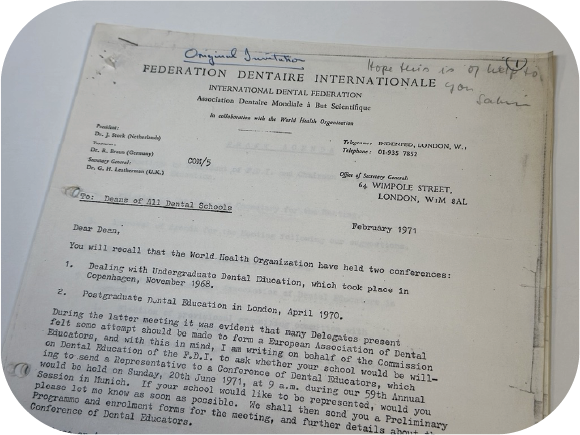 Original Invitation
Hope this is of help to
you
Salvin
FEDERATION DENTAIRE INTERNATIONALE
INTERNATIONAL DENTAL FEDERATION
Association Dentaire Mondiale à But Scientifique
In collaboration with the World Health Organisation
President:
Dr. J. Stork (Netherlands)
Treasurer:
Dr. R. Braun (Germany)
Secretary General:
Dr. G. H. Leatherman (U.K.)
COM/5
Telegrams: INDENTFED, LONDON, W.1
Telephone: 01-935 7852
Office of Secretary General:
64 WIMPOLE STREET,
LONDON, W1M 8AL
To: Deans of All Dental Schools
February 1971
Dear Dean,
You will recall that the World Health Organization have held two conferences:
1. Dealing with Undergraduate Dental Education, which took place in
Copenhagen, November 1968.
2. Postgraduate Dental Education in London, April 1970.
During the latter meeting it was evident that many Delegates present
felt some attempt should be made to form a European Association of Dental
Educators, and with this in mind, I am writing on behalf of the Commission
on Dental Education of the F.D.I. to ask whether your school would be will-
ing to send a Representative to a Conference of Dental Educators, which
would be held on Sunday, 20th June 1971, at 9 a.m. during our 59th Annual
Session in Munich. If your school would like to be represented, would you
please let me know as soon as possible. We shall then send you a Preliminary
Programme and enrolment forms for the meeting, and further details about the
Conference of Dental Educators.